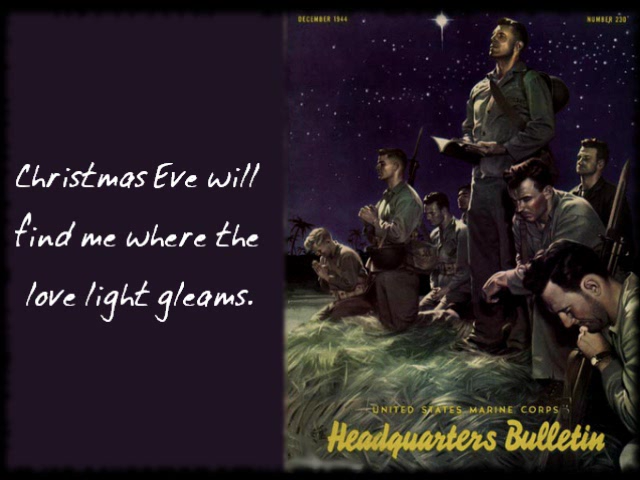 Christmas Eve will
find me where the
love light gleams.
DECEMBER 1944
NUMBER 230
UNITED STATES MARINE CORPS
Headquarters Bulletin